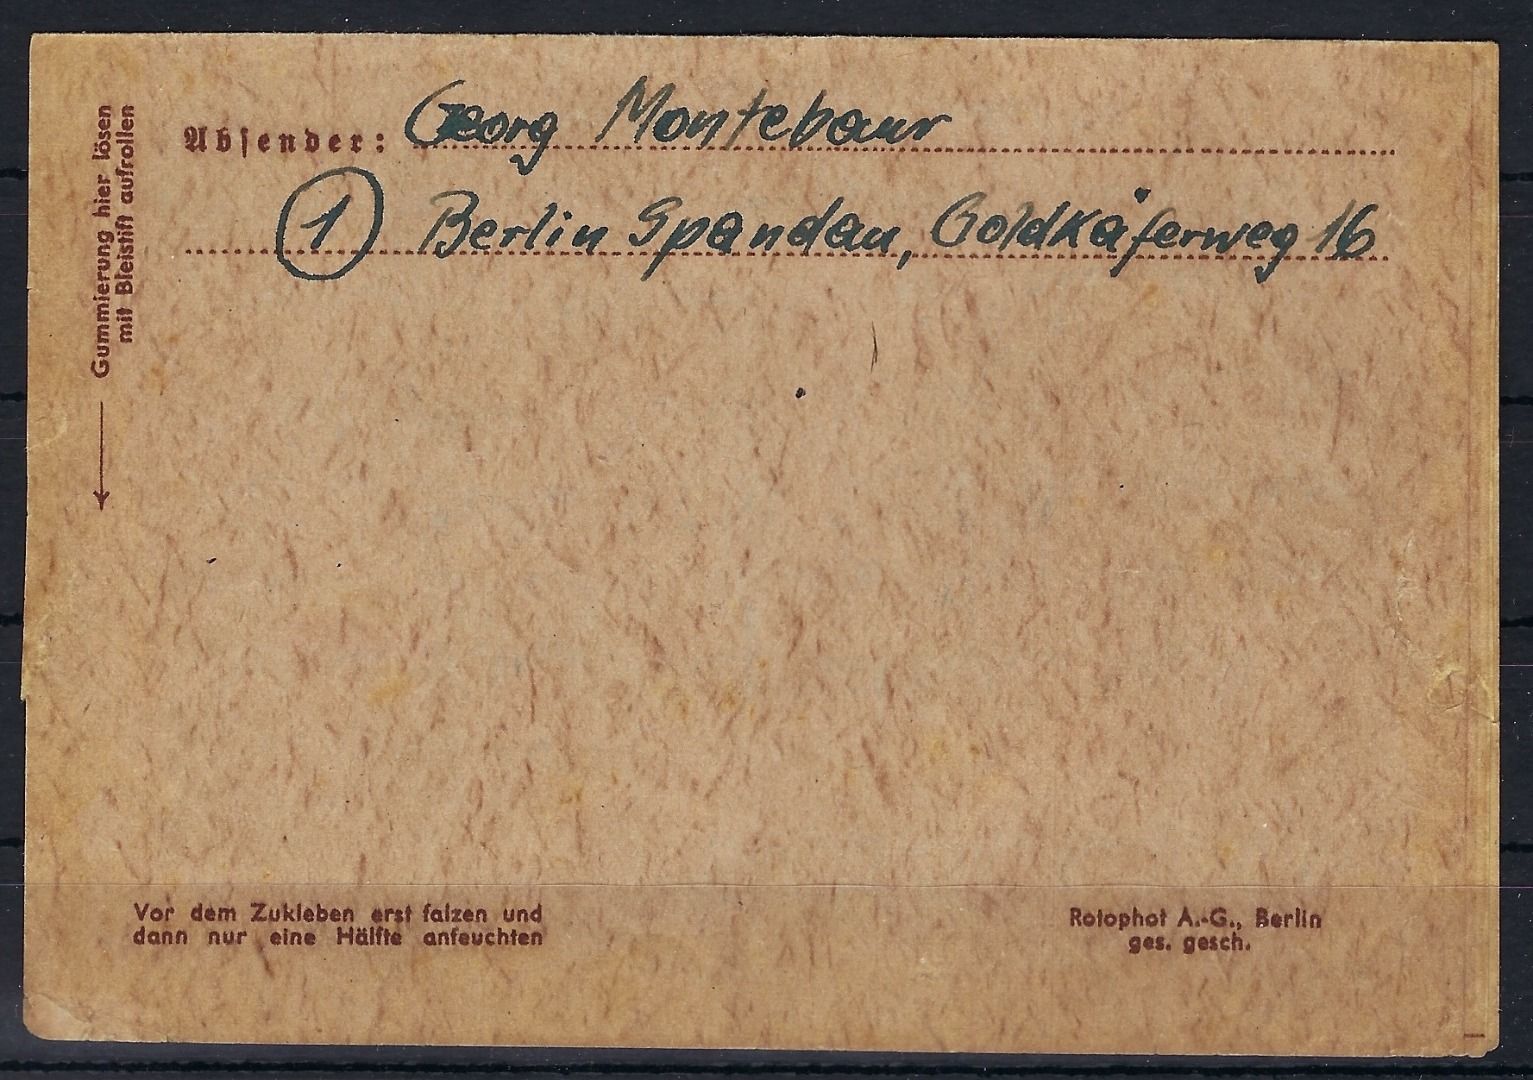 Absender: Georg Montebaur
1 Berlin Spandau, Goldkäferweg 16
Gummierung hier lösen
mit Bleistift aufrollen
Vor dem Zukleben erst falzen und
dann nur eine Hälfte anfeuchten
Rotophot A.-G., Berlin
ges. gesch.